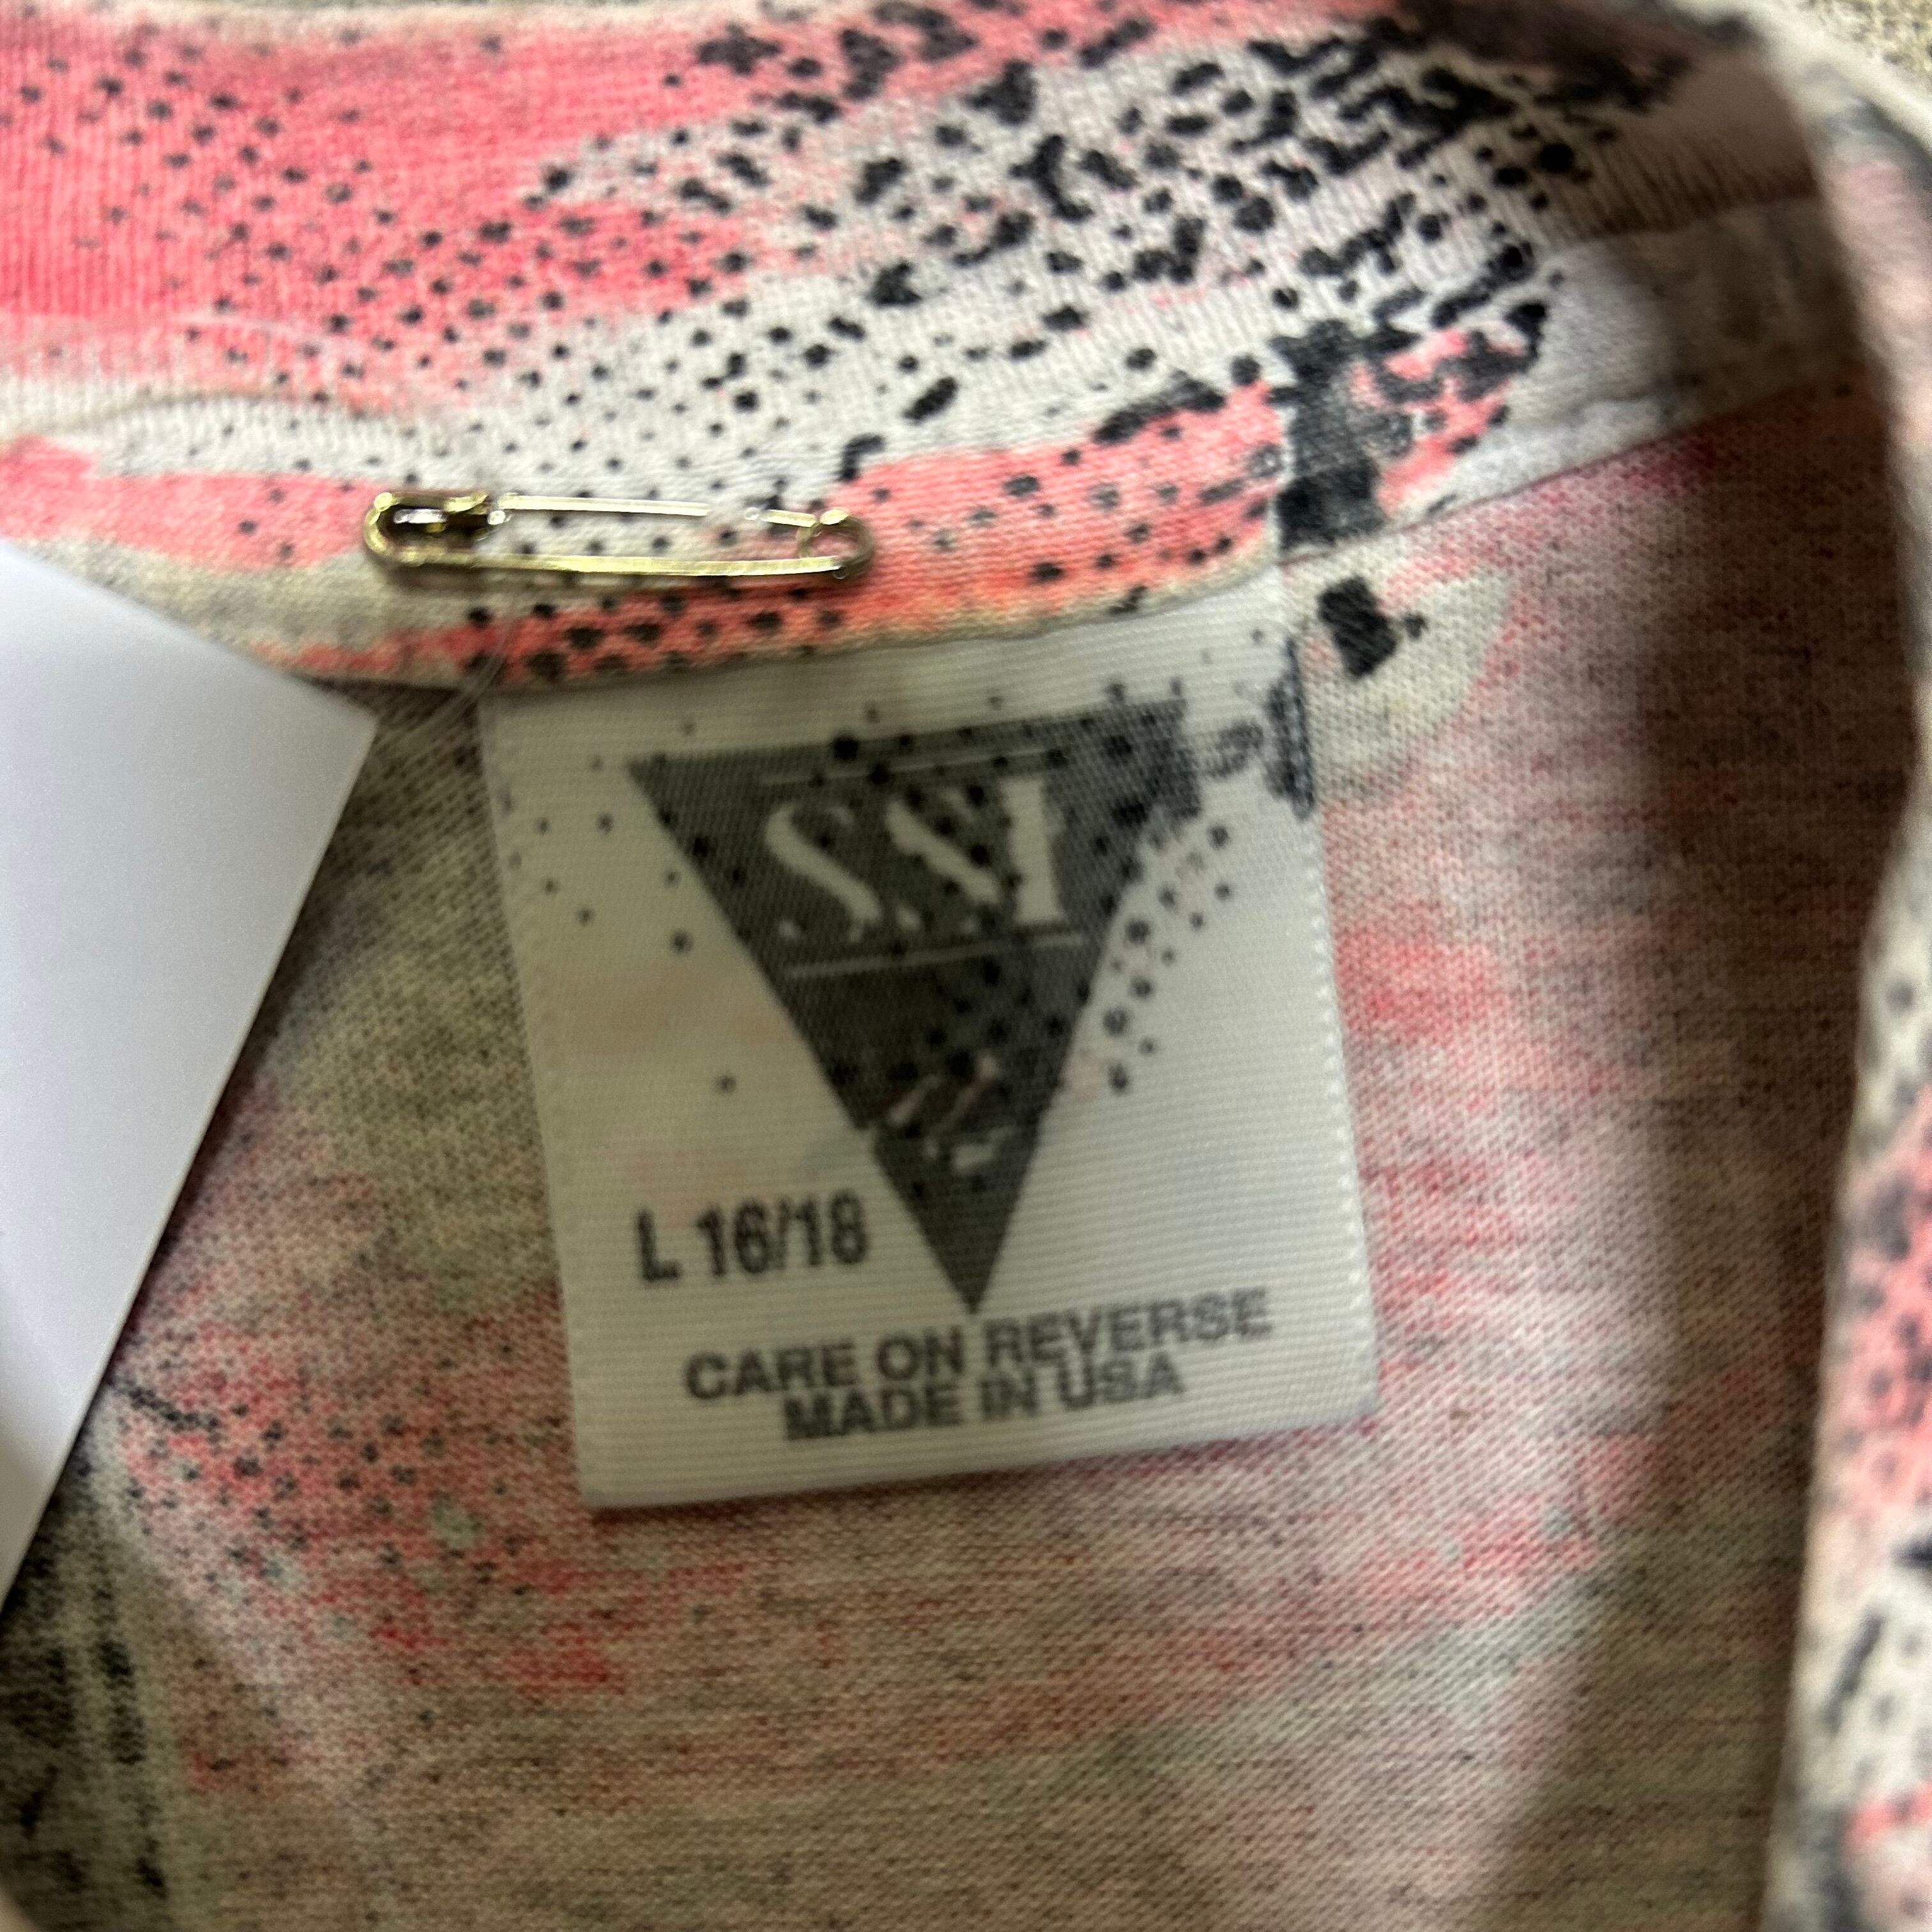 S.S.I
L 16/18
CARE ON REVERSE
MADE IN USA